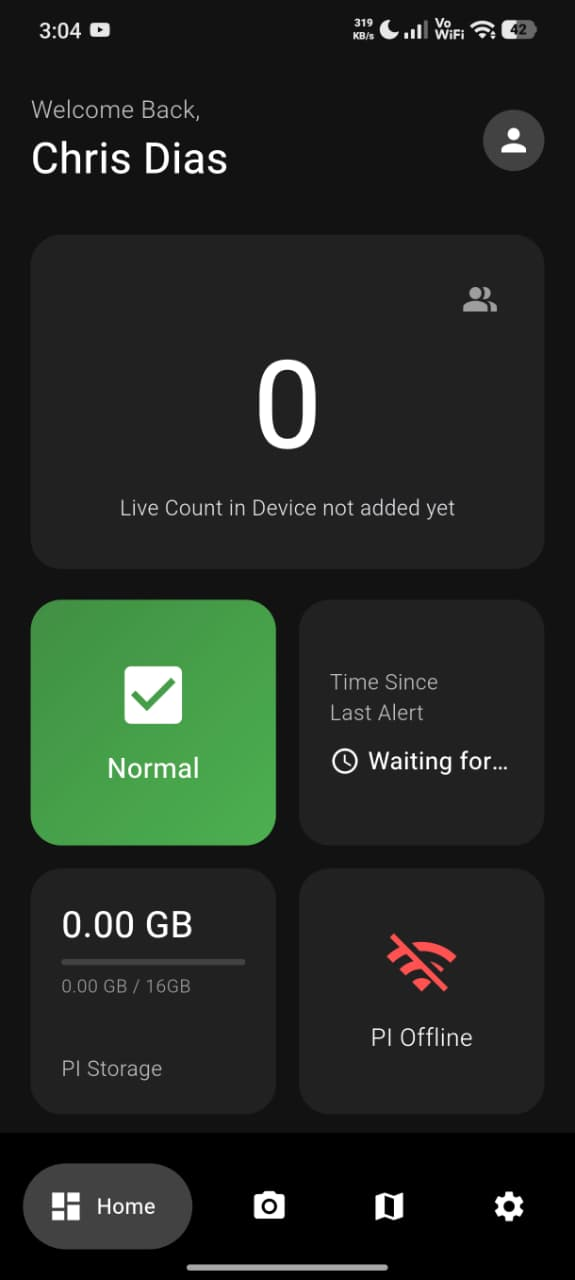 3:04
319
KB/s
Vo
WiFi
42
Welcome Back,
Chris Dias
0
Live Count in Device not added yet
Normal
Time Since
Last Alert
Waiting for…
0.00 GB
0.00 GB / 16GB
PI Storage
PI Offline
Home